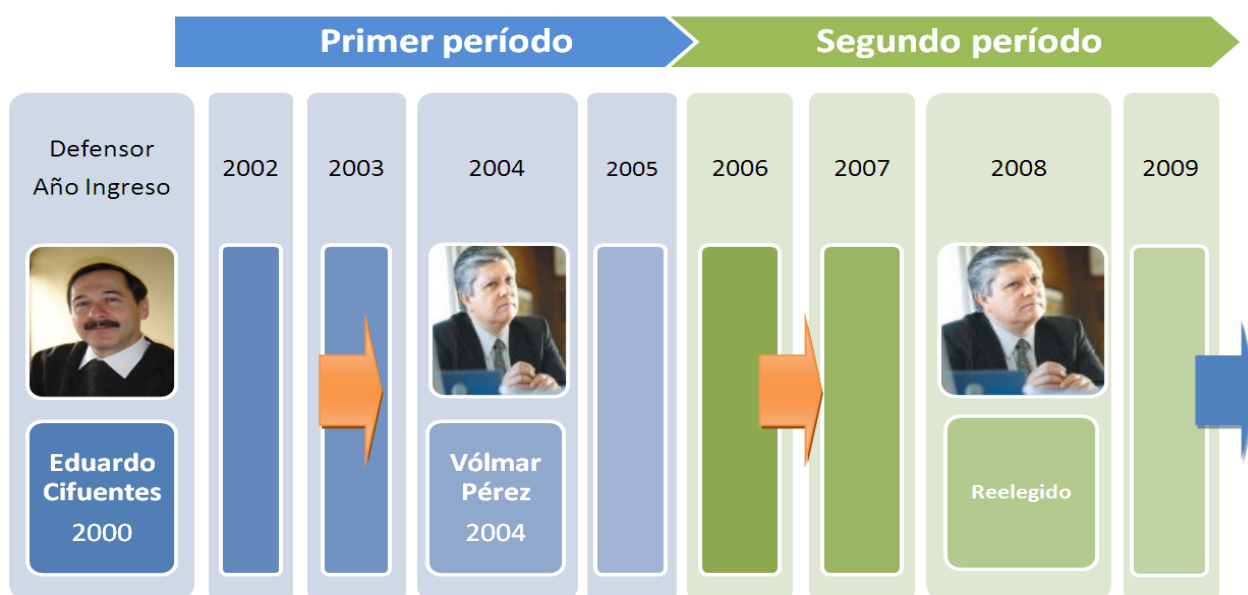 Primer período
Segundo período
Defensor
Año Ingreso
2002
2003
2004
2005
2006
2007
2008
2009
Eduardo
Cifuentes
2000
Vólmar
Pérez
2004
Reelegido